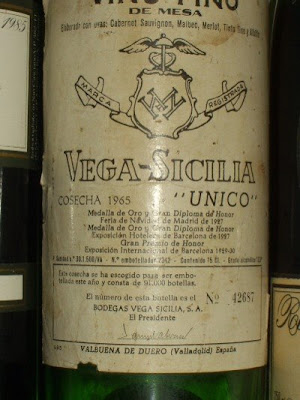 VINO FINO
DE MESA
Elaborado con uvas: Cabernet Sauvignon, Malbec, Merlot, Tinto fino y Albillo
MARCA REGISTRADA
VEGA-SICILIA
COSECHA 1965 "UNICO"
Medalla de Oro y Gran Diploma de Honor
Feria de Navidad de Madrid de 1927
Medalla de Oro y Gran Diploma de Honor
Exposición Hotelera de Barcelona de 1927
Gran Premio de Honor
Exposición Internacional de Barcelona 1929-30
Esta cosecha se ha escogido para ser embo-
tellada este año y consta de 91.000 botellas.
El número de esta botella es el Nº 42687
BODEGAS VEGA SICILIA, S. A.
El Presidente
VALBUENA DE DUERO (Valladolid) España
1985